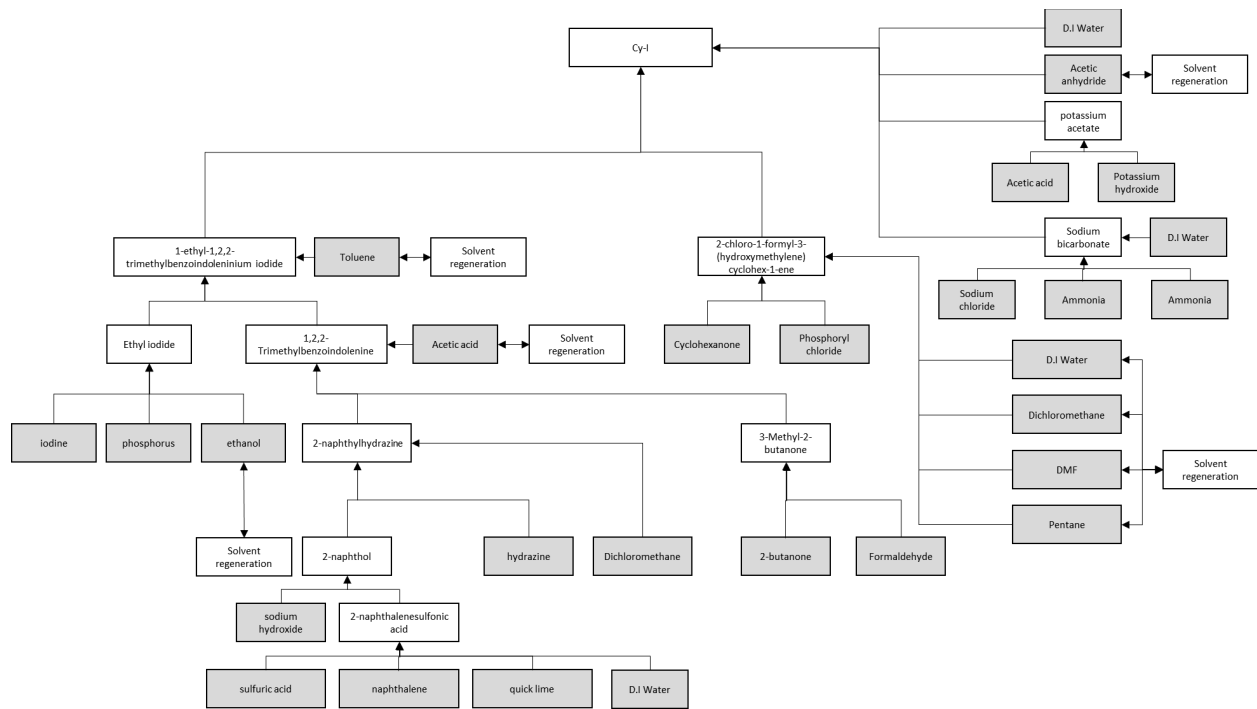 D.I Water
Cy-I
Acetic
anhydride
Solvent
regeneration
potassium
acetate
Acetic acid
Potassium
hydroxide
1-ethyl-1,2,2-
trimethylbenzoindoleninium iodide
Toluene
Solvent
regeneration
2-chloro-1-formyl-3-
(hydroxymethylene)
cyclohex-1-ene
Sodium
bicarbonate
D.I Water
Sodium
chloride
Ammonia
Ammonia
Ethyl iodide
1,2,2-
Trimethylbenzoindolenine
Acetic acid
Solvent
regeneration
Cyclohexanone
Phosphoryl
chloride
D.I Water
Dichloromethane
DMF
Pentane
Solvent
regeneration
iodine
phosphorus
ethanol
2-naphthylhydrazine
3-Methyl-2-
butanone
Solvent
regeneration
2-naphthol
hydrazine
Dichloromethane
2-butanone
Formaldehyde
sodium
hydroxide
2-naphthalenesulfonic
acid
sulfuric acid
naphthalene
quick lime
D.I Water